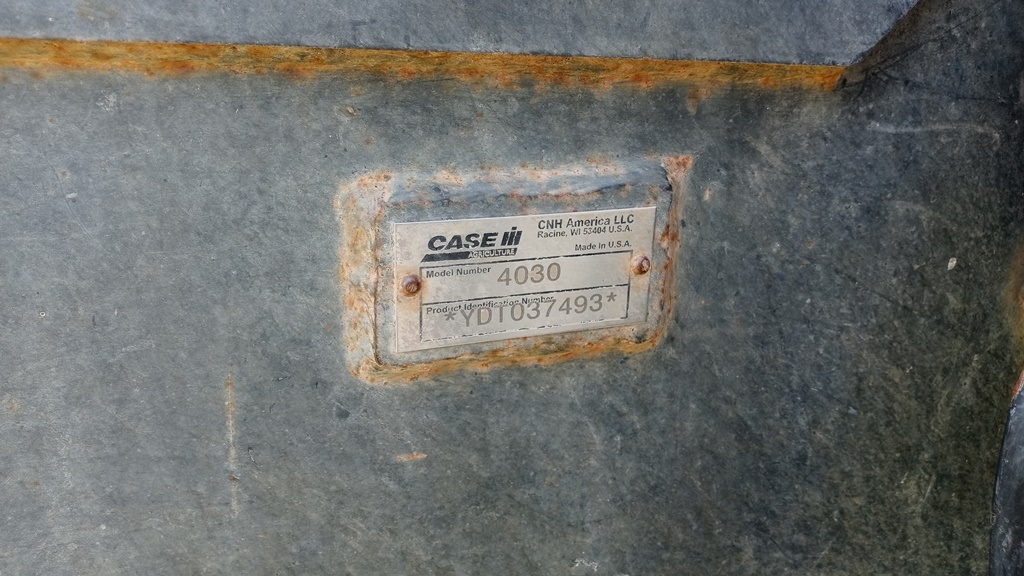 CASE IH
AGRICULTURE
CNH America LLC
Racine, WI 53404 U.S.A.
Made in U.S.A.
Model Number 4030
Product Identification Number
*YDT037493*